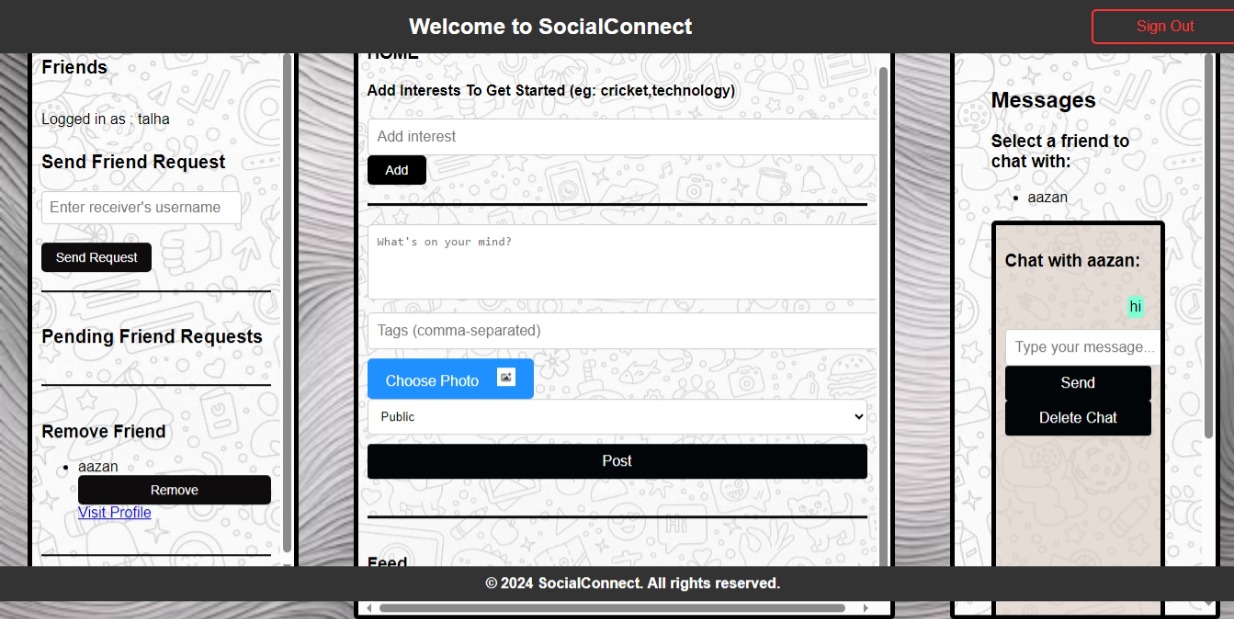 Welcome to SocialConnect
Sign Out
Friends
Logged in as : talha
Send Friend Request
Enter receiver's username
Send Request
Pending Friend Requests
Remove Friend
aazan
Remove
Visit Profile
HOME
Add Interests To Get Started (eg: cricket,technology)
Add interest
Add
What's on your mind?
Tags (comma-separated)
Choose Photo
Public
Post
Feed
Messages
Select a friend to
chat with:
aazan
Chat with aazan:
hi
Type your message...
Send
Delete Chat
© 2024 SocialConnect. All rights reserved.